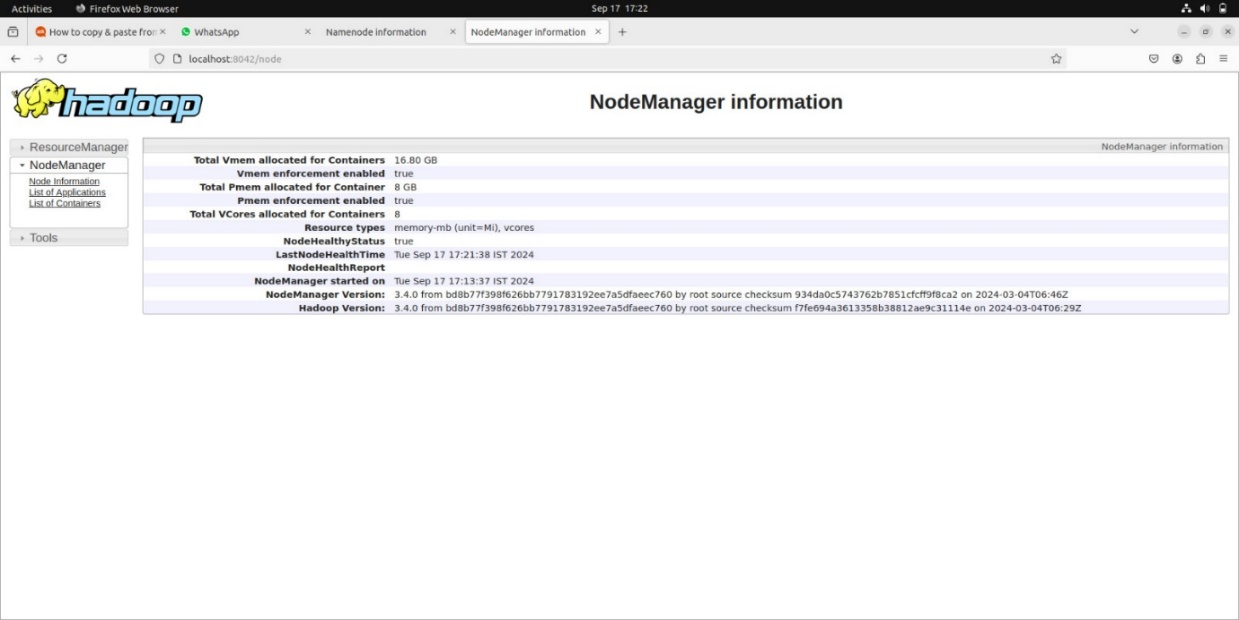 Activities Firefox Web Browser Sep 17 17:22
How to copy & paste fron × WhatsApp × Namenode information × NodeManager information × +
localhost:8042/node
hadoop
NodeManager information
ResourceManager
NodeManager
Node Information
List of Applications
List of Containers
Tools
NodeManager information
Total Vmem allocated for Containers 16.80 GB
Vmem enforcement enabled true
Total Pmem allocated for Container 8 GB
Pmem enforcement enabled true
Total VCores allocated for Containers 8
Resource types memory-mb (unit=Mi), vcores
NodeHealthyStatus true
LastNodeHealthTime Tue Sep 17 17:21:38 IST 2024
NodeHealthReport
NodeManager started on Tue Sep 17 17:13:37 IST 2024
NodeManager Version: 3.4.0 from bd8b77f398f626bb7791783192ee7a5dfaeec760 by root source checksum 934da0c5743762b7851cfcff9f8ca2 on 2024-03-04T06:46Z
Hadoop Version: 3.4.0 from bd8b77f398f626bb7791783192ee7a5dfaeec760 by root source checksum f7fe694a3613358b38812ae9c31114e on 2024-03-04T06:29Z